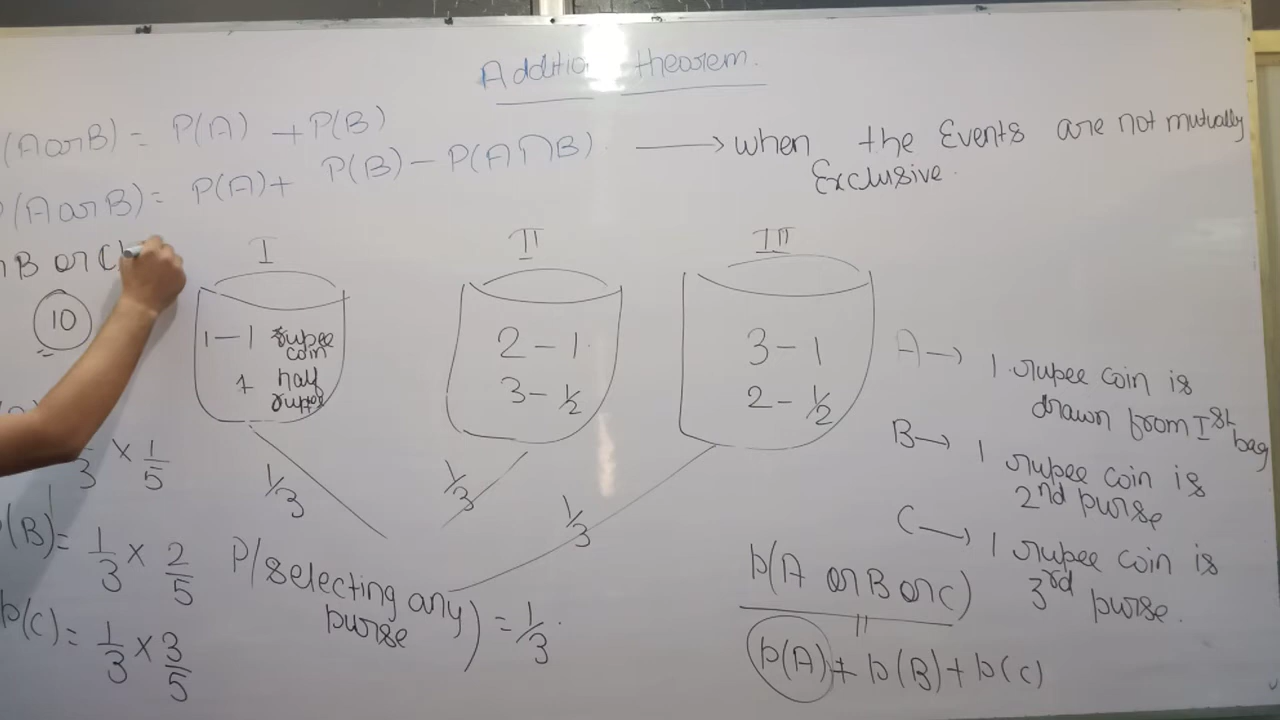 Addition theorem.
(A or B) = P(A) + P(B)
P(A or B) = P(A) + P(B) - P(A∩B) → when the Events are not mutually Exclusive.
B or C
10
I
1 - 1 rupee coin
half
II
2 - 1
3 - 1/2
III
3 - 1
2 - 1/2
A → 1 rupee coin is
drawn from Ist bag
B → 1 rupee coin is
2nd purse
C → 1 rupee coin is
3rd purse.
3 × 1/5
(B) = 1/3 × 2/5
p(C) = 1/3 × 3/5
1/3
1/3
1/3
P(selecting any purse) = 1/3
p(A or B or C)
=
p(A) + p(B) + p(C)